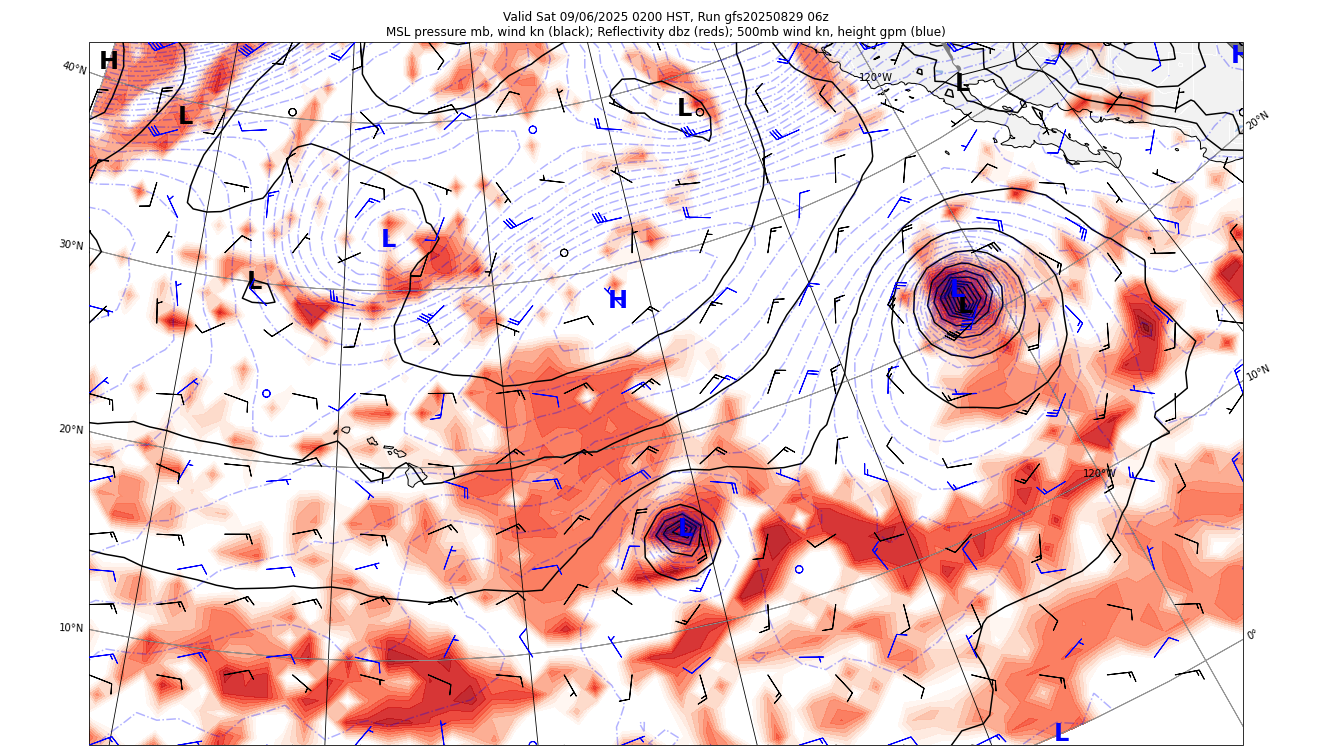 Valid Sat 09/06/2025 0200 HST, Run gfs20250829 06z
MSL pressure mb, wind kn (black); Reflectivity dbz (reds); 500mb wind kn, height gpm (blue)
H
H
40°N
120°W
L
L
L
20°N
L
30°N
L
H
L
L
10°N
20°N
120°W
L
10°N
0°
L